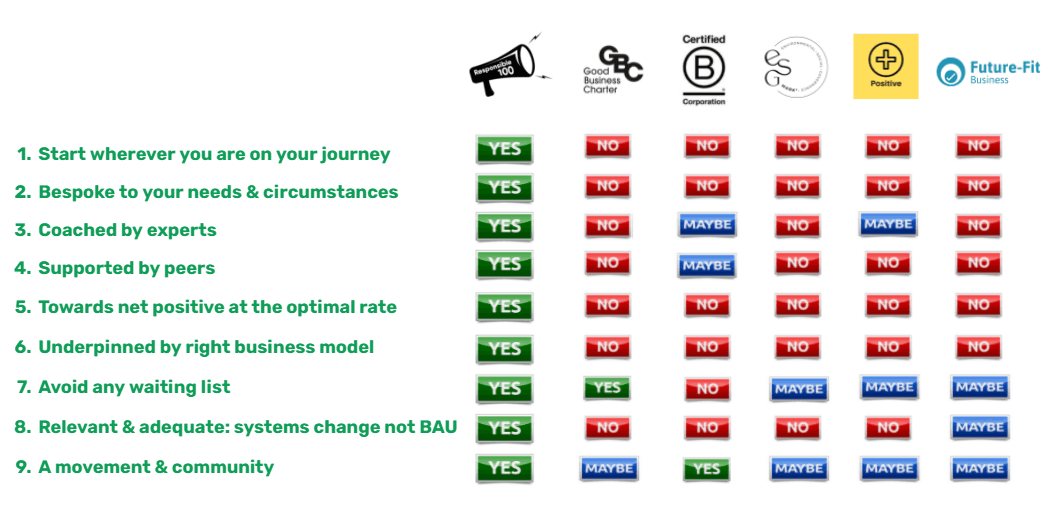 Responsible 100
GBC
Good
Business
Charter
Certified
B
Corporation
ESG
mark
ENVIRONMENTAL SOCIAL GOVERNANCE
Positive
Future-Fit
Business
1. Start wherever you are on your journey YES NO NO NO NO NO
2. Bespoke to your needs & circumstances YES NO NO NO NO NO
3. Coached by experts YES NO MAYBE NO MAYBE NO
4. Supported by peers YES NO MAYBE NO NO NO
5. Towards net positive at the optimal rate YES NO NO NO NO NO
6. Underpinned by right business model YES NO NO NO NO NO
7. Avoid any waiting list YES YES NO MAYBE MAYBE MAYBE
8. Relevant & adequate: systems change not BAU YES NO NO NO NO MAYBE
9. A movement & community YES MAYBE YES MAYBE MAYBE MAYBE